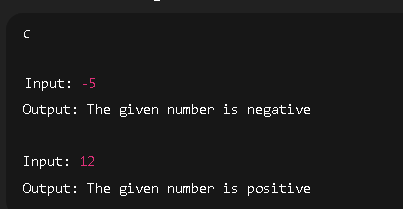 c
Input: -5
Output: The given number is negative
Input: 12
Output: The given number is positive